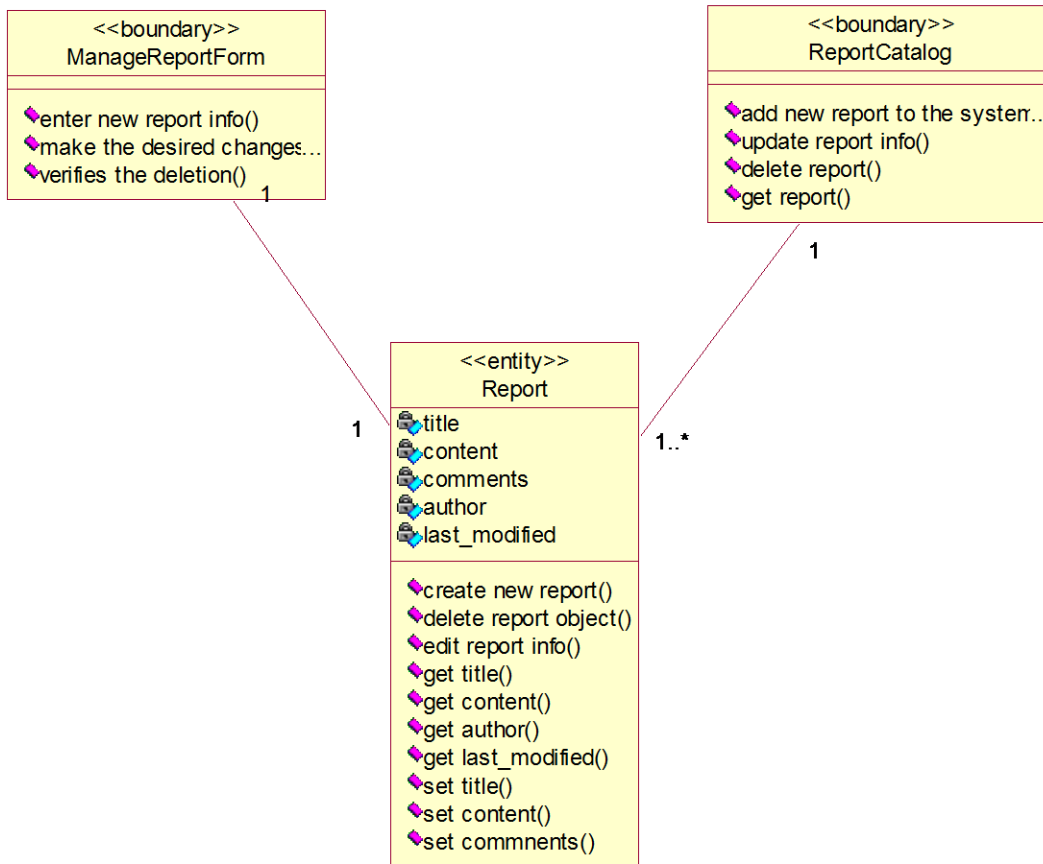 <<boundary>>
ManageReportForm
enter new report info()
make the desired changes...
verifies the deletion()
1
<<boundary>>
ReportCatalog
add new report to the system...
update report info()
delete report()
get report()
1
1
1..*
<<entity>>
Report
title
content
comments
author
last_modified
create new report()
delete report object()
edit report info()
get title()
get content()
get author()
get last_modified()
set title()
set content()
set commnents()